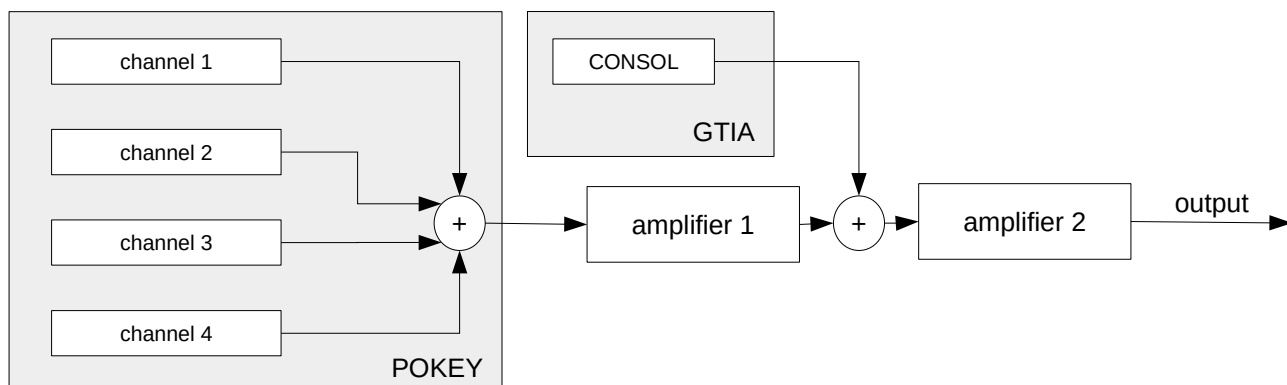 channel 1
channel 2
channel 3
channel 4
+
POKEY
CONSOL
GTIA
amplifier 1
+
amplifier 2
output